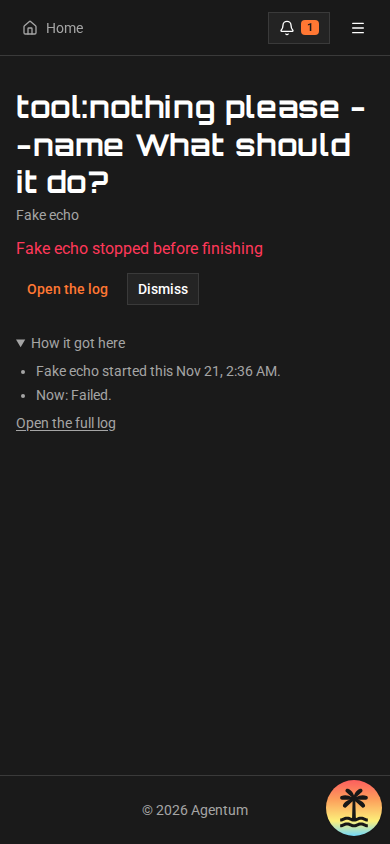 Home
1
tool:nothing please -
-name What should
it do?
Fake echo
Fake echo stopped before finishing
Open the log
Dismiss
How it got here
Fake echo started this Nov 21, 2:36 AM.
Now: Failed.
Open the full log
© 2026 Agentum